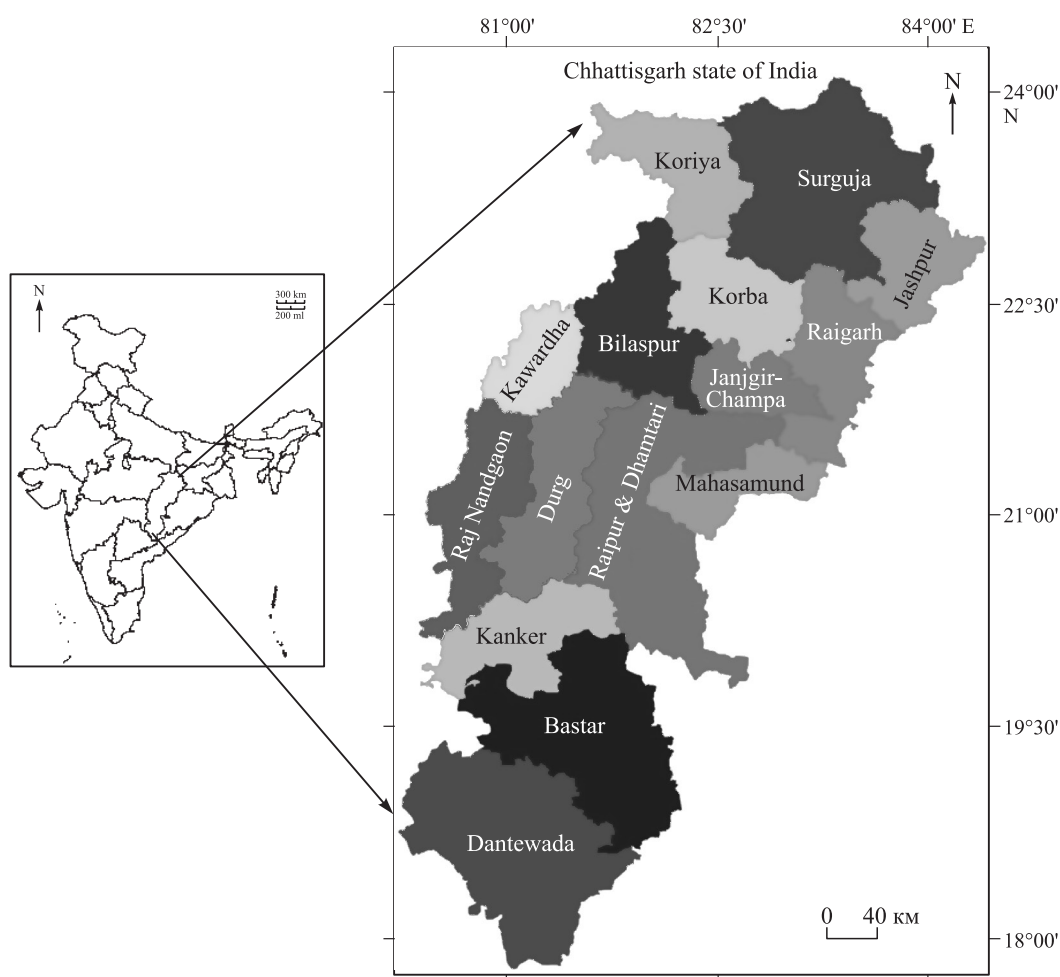 81°00'
82°30'
84°00' E
Chhattisgarh state of India
N
24°00'
N
Koriya
Surguja
Jashpur
N
300 km
200 ml
Korba
22°30'
Raigarh
Bilaspur
Kawardha
Janjgir-
Champa
Raj Nandgaon
Durg
Raipur & Dhamtari
Mahasamund
21°00'
Kanker
Bastar
19°30'
Dantewada
0 40 км
18°00'